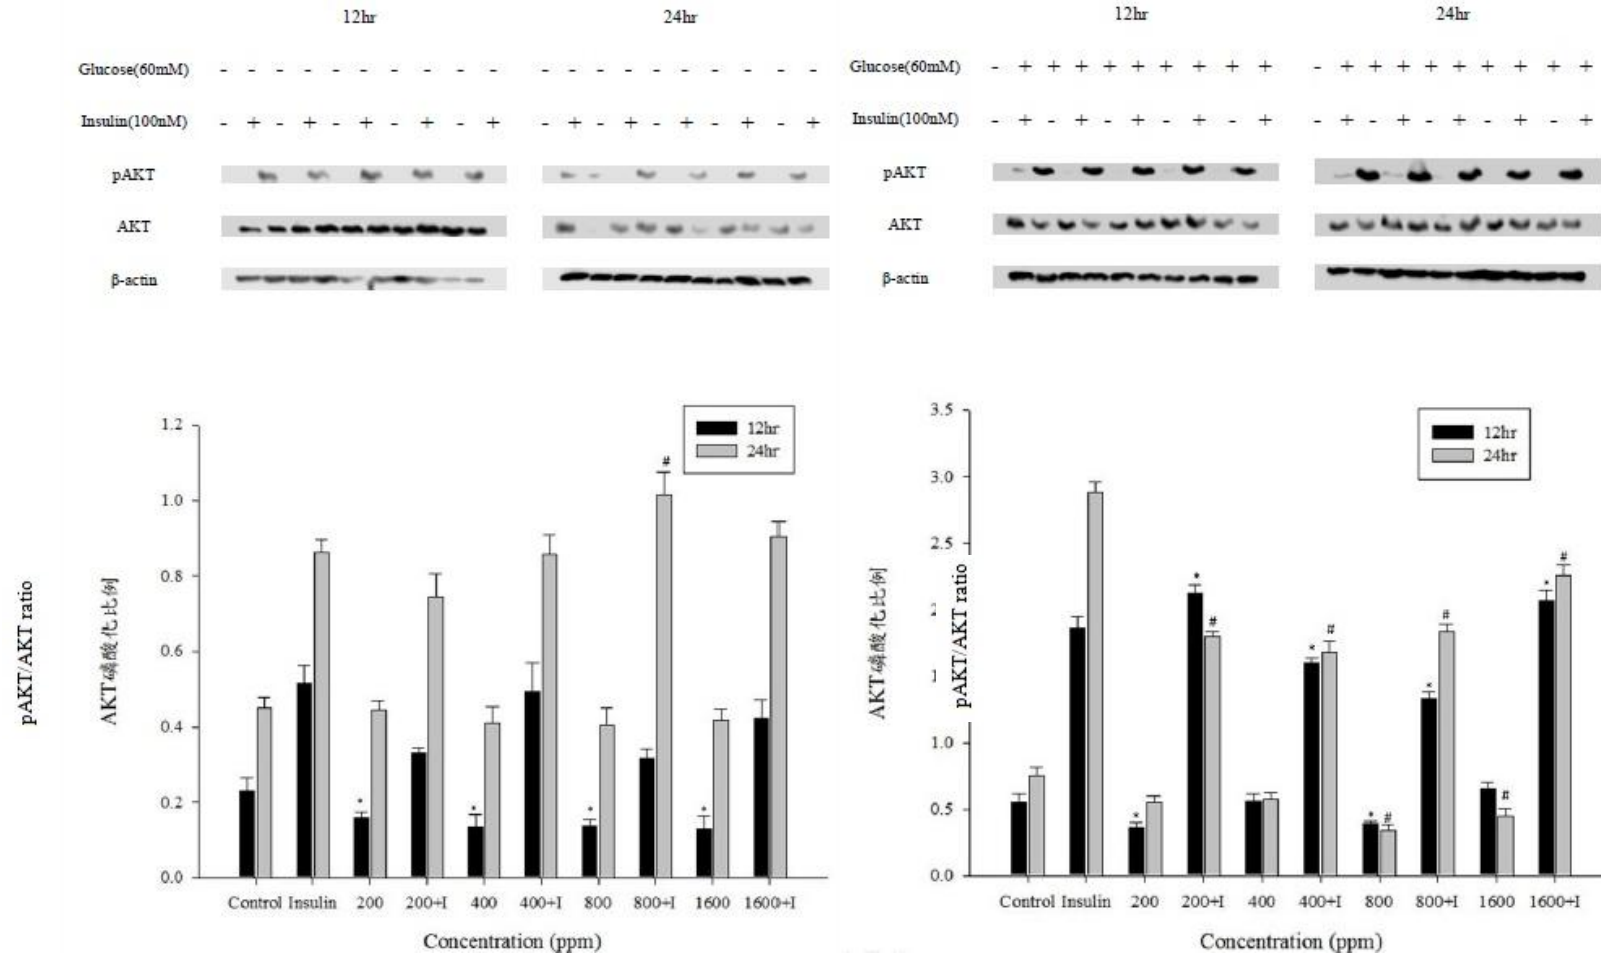 12hr 24hr
Glucose(60mM) - - - - - - - - - - - - - - - - - - - -
Insulin(100nM) - + - + - + - + - + - + - + - + - + - +
pAKT
AKT
β-actin
12hr 24hr
Glucose(60mM) - + + + + + + + + + - + + + + + + + + +
Insulin(100nM) - + - + - + - + - + - + - + - + - + - +
pAKT
AKT
β-actin
pAKT/AKT ratio
AKT磷酸化比例
1.2
1.0
0.8
0.6
0.4
0.2
0.0
12hr
24hr
#
* * * *
Control Insulin 200 200+I 400 400+I 800 800+I 1600 1600+I
Concentration (ppm)
AKT磷酸化比例
pAKT/AKT ratio
3.5
3.0
2.5
2
1
1.0
0.5
0.0
12hr
24hr
* * # * # * # * # # * #
Control Insulin 200 200+I 400 400+I 800 800+I 1600 1600+I
Concentration (ppm)